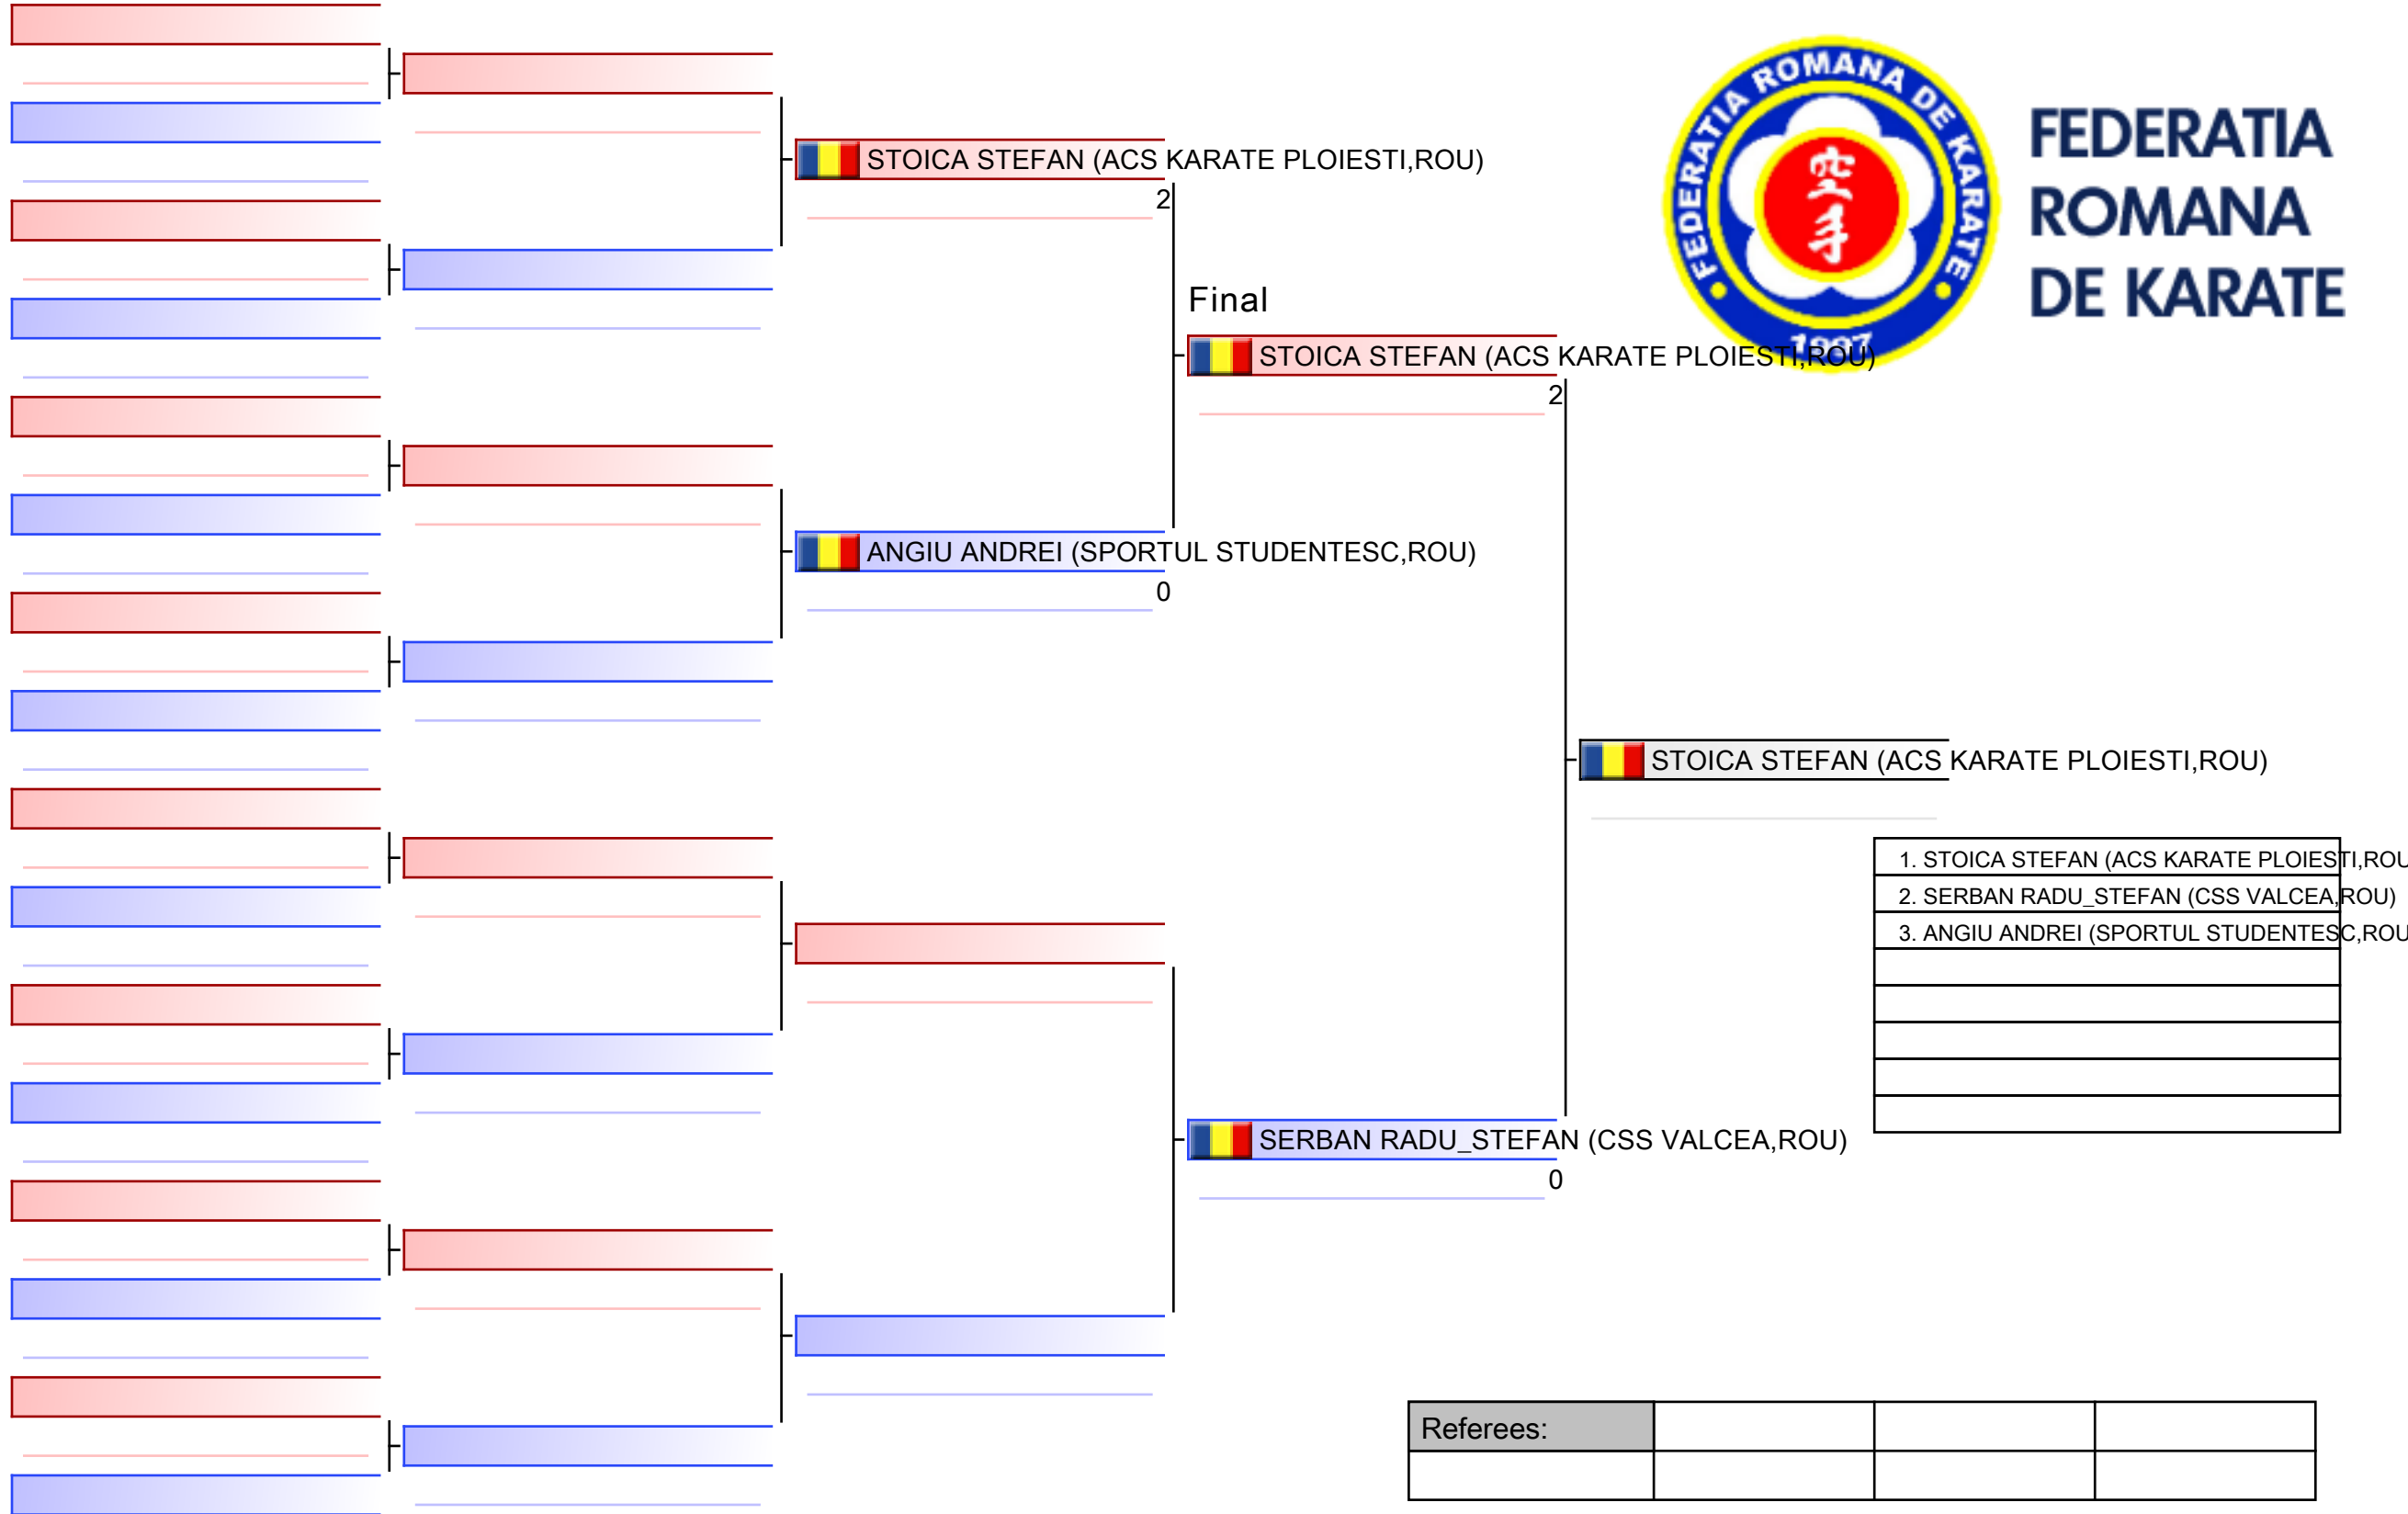 FEDERATIA ROMANA DE KARATE
空手
1997
FEDERATIA
ROMANA
DE KARATE
STOICA STEFAN (ACS KARATE PLOIESTI,ROU)
2
Final
STOICA STEFAN (ACS KARATE PLOIESTI,ROU)
2
ANGIU ANDREI (SPORTUL STUDENTESC,ROU)
0
STOICA STEFAN (ACS KARATE PLOIESTI,ROU)
1. STOICA STEFAN (ACS KARATE PLOIESTI,ROU
2. SERBAN RADU_STEFAN (CSS VALCEA,ROU)
3. ANGIU ANDREI (SPORTUL STUDENTESC,ROU
SERBAN RADU_STEFAN (CSS VALCEA,ROU)
0
Referees: